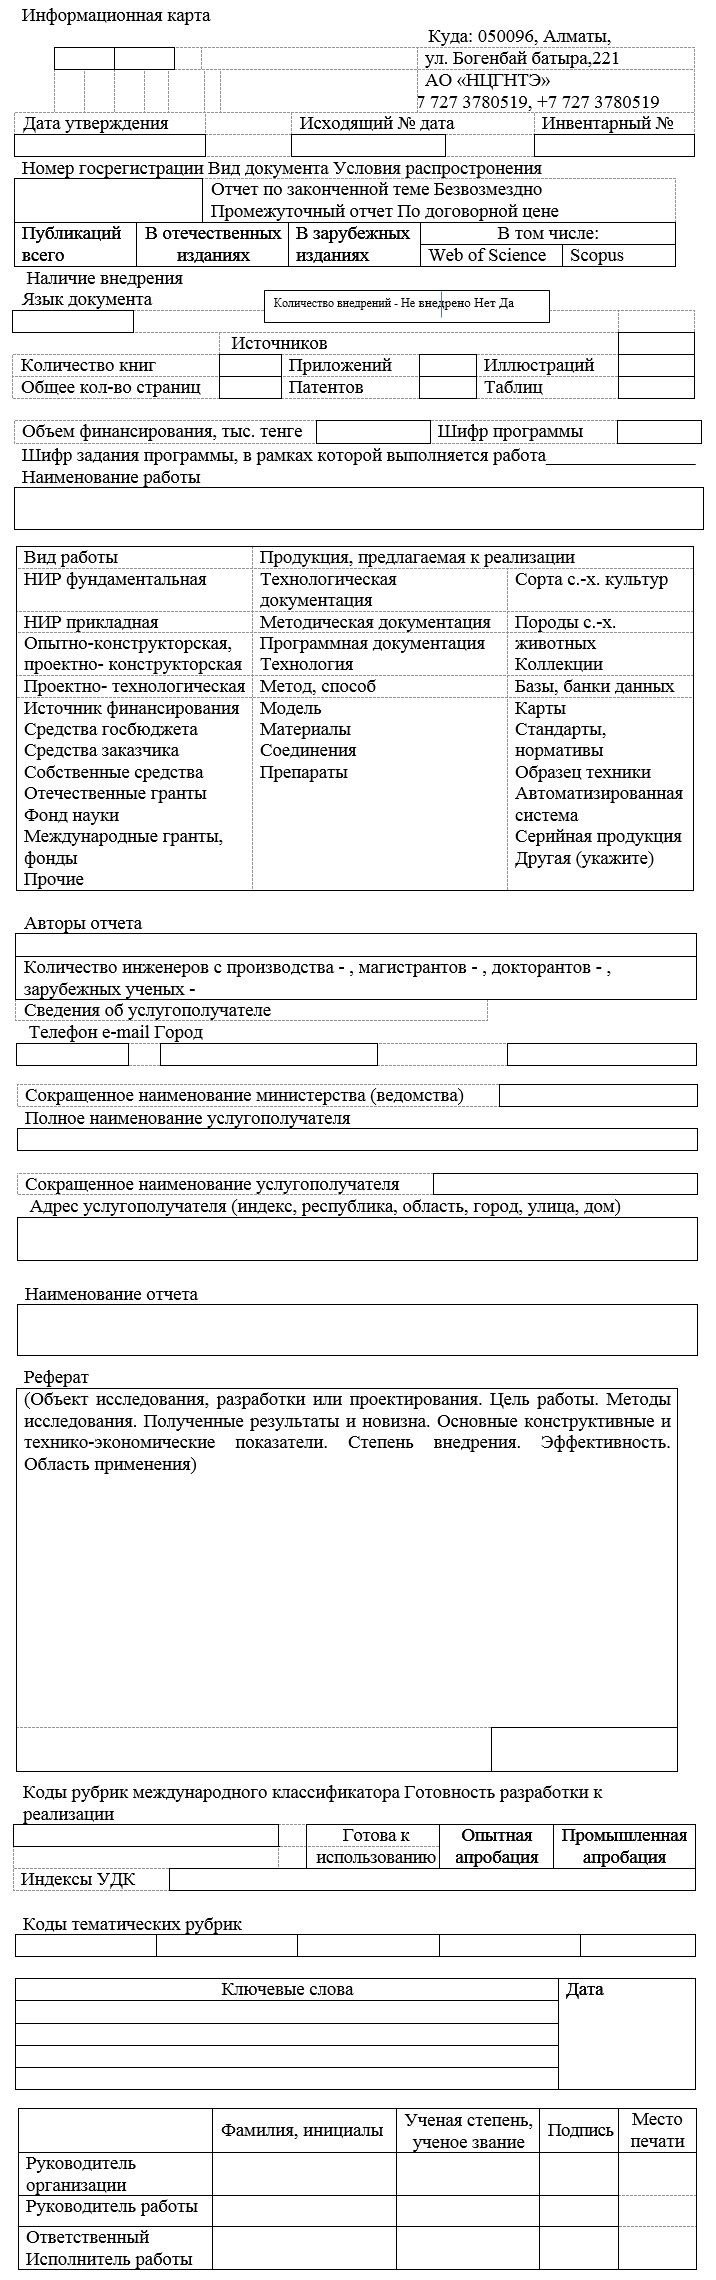 Информационная карта
Куда: 050096, Алматы,
ул. Богенбай батыра,221
АО «НЦГНТЭ»
7 727 3780519, +7 727 3780519
Дата утверждения Исходящий № дата Инвентарный №
Номер госрегистрации Вид документа Условия распространения
Отчет по законченной теме Безвозмездно
Промежуточный отчет По договорной цене
Публикаций всего В отечественных изданиях В зарубежных изданиях В том числе:
Web of Science Scopus
Наличие внедрения
Язык документа
Количество внедрений - Не внедрено Нет Да
Источников
Количество книг Приложений Иллюстраций
Общее кол-во страниц Патентов Таблиц
Объем финансирования, тыс. тенге Шифр программы
Шифр задания программы, в рамках которой выполняется работа________________
Наименование работы
Вид работы Продукция, предлагаемая к реализации
НИР фундаментальная Технологическая Сорта с.-х. культур
документация
НИР прикладная Методическая документация Породы с.-х.
Опытно-конструкторская, Программная документация животных
проектно- конструкторская Технология Коллекции
Проектно- технологическая Метод, способ Базы, банки данных
Источник финансирования Модель Карты
Средства госбюджета Материалы Стандарты,
Средства заказчика Соединения нормативы
Собственные средства Препараты Образец техники
Отечественные гранты Автоматизированная
Фонд науки система
Международные гранты, Серийная продукция
фонды Другая (укажите)
Прочие
Авторы отчета
Количество инженеров с производства - , магистрантов - , докторантов - ,
зарубежных ученых -
Сведения об услугополучателе
Телефон e-mail Город
Сокращенное наименование министерства (ведомства)
Полное наименование услугополучателя
Сокращенное наименование услугополучателя
Адрес услугополучателя (индекс, республика, область, город, улица, дом)
Наименование отчета
Реферат
(Объект исследования, разработки или проектирования. Цель работы. Методы
исследования. Полученные результаты и новизна. Основные конструктивные и
технико-экономические показатели. Степень внедрения. Эффективность.
Область применения)
Коды рубрик международного классификатора Готовность разработки к
реализации
Готова к Опытная Промышленная
использованию апробация апробация
Индексы УДК
Коды тематических рубрик
Ключевые слова Дата
Фамилия, инициалы Ученая степень, ученое звание Подпись Место печати
Руководитель
организации
Руководитель работы
Ответственный
Исполнитель работы